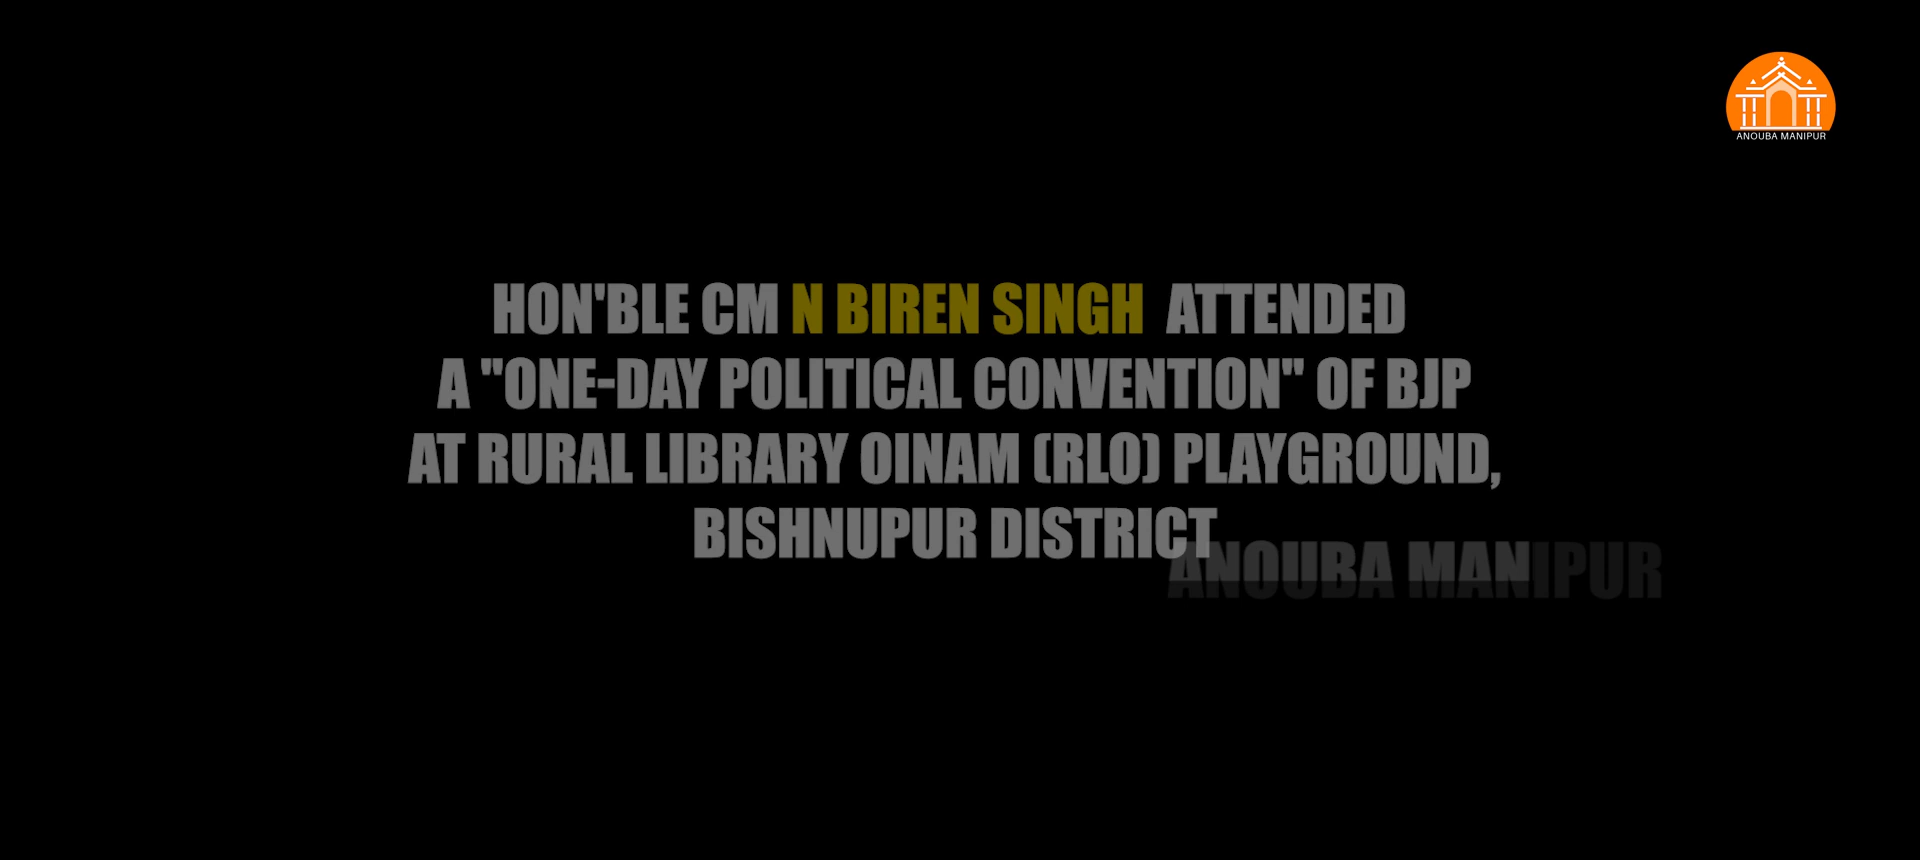 ANOUBA MANIPUR
HON'BLE CM N BIREN SINGH ATTENDED
A "ONE-DAY POLITICAL CONVENTION" OF BJP
AT RURAL LIBRARY OINAM (RLO) PLAYGROUND,
BISHNUPUR DISTRICT
ANOUBA MANIPUR